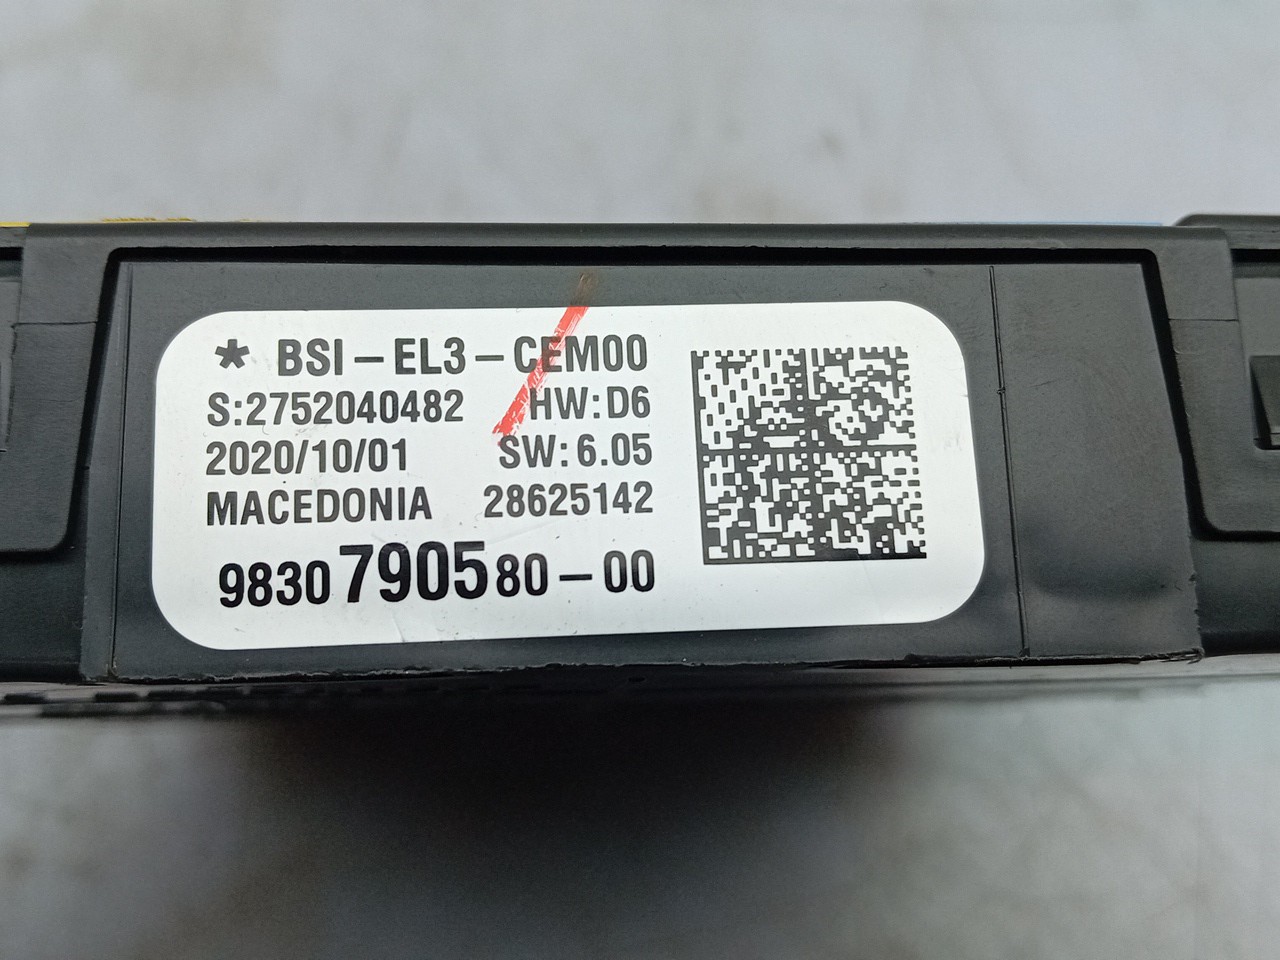 * BSI-EL3-CEM00
S:2752040482 HW:D6
2020/10/01 SW:6.05
MACEDONIA 28625142
9830790580-00